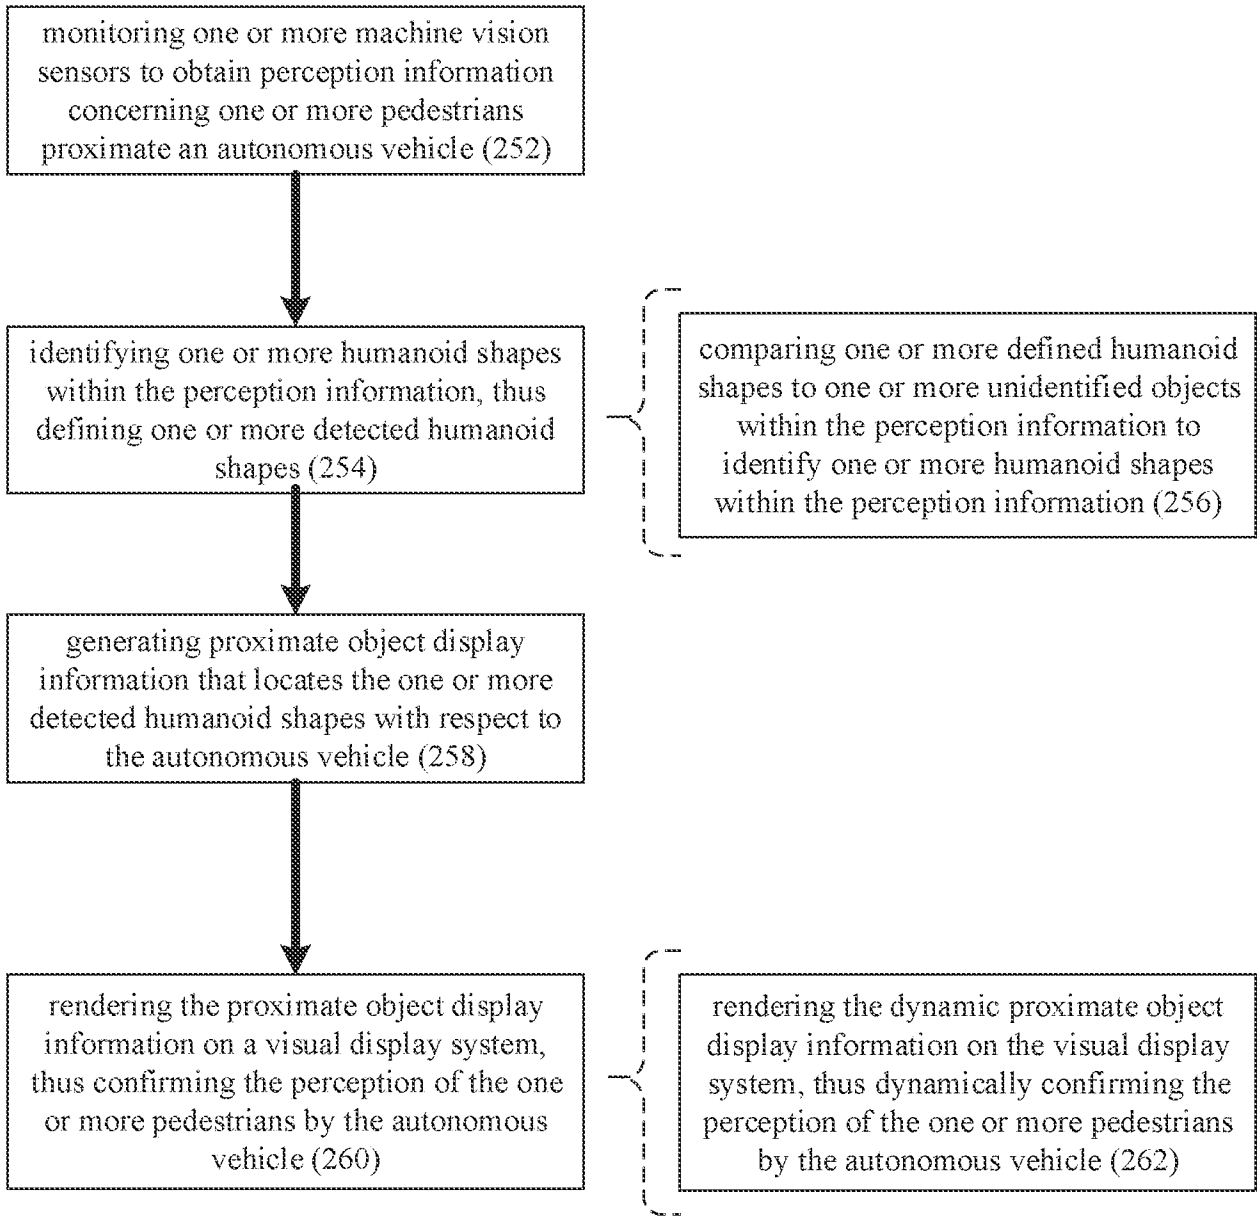 monitoring one or more machine vision
sensors to obtain perception information
concerning one or more pedestrians
proximate an autonomous vehicle (252)
identifying one or more humanoid shapes
within the perception information, thus
defining one or more detected humanoid
shapes (254)
comparing one or more defined humanoid
shapes to one or more unidentified objects
within the perception information to
identify one or more humanoid shapes
within the perception information (256)
generating proximate object display
information that locates the one or more
detected humanoid shapes with respect to
the autonomous vehicle (258)
rendering the proximate object display
information on a visual display system,
thus confirming the perception of the one
or more pedestrians by the autonomous
vehicle (260)
rendering the dynamic proximate object
display information on the visual display
system, thus dynamically confirming the
perception of the one or more pedestrians
by the autonomous vehicle (262)